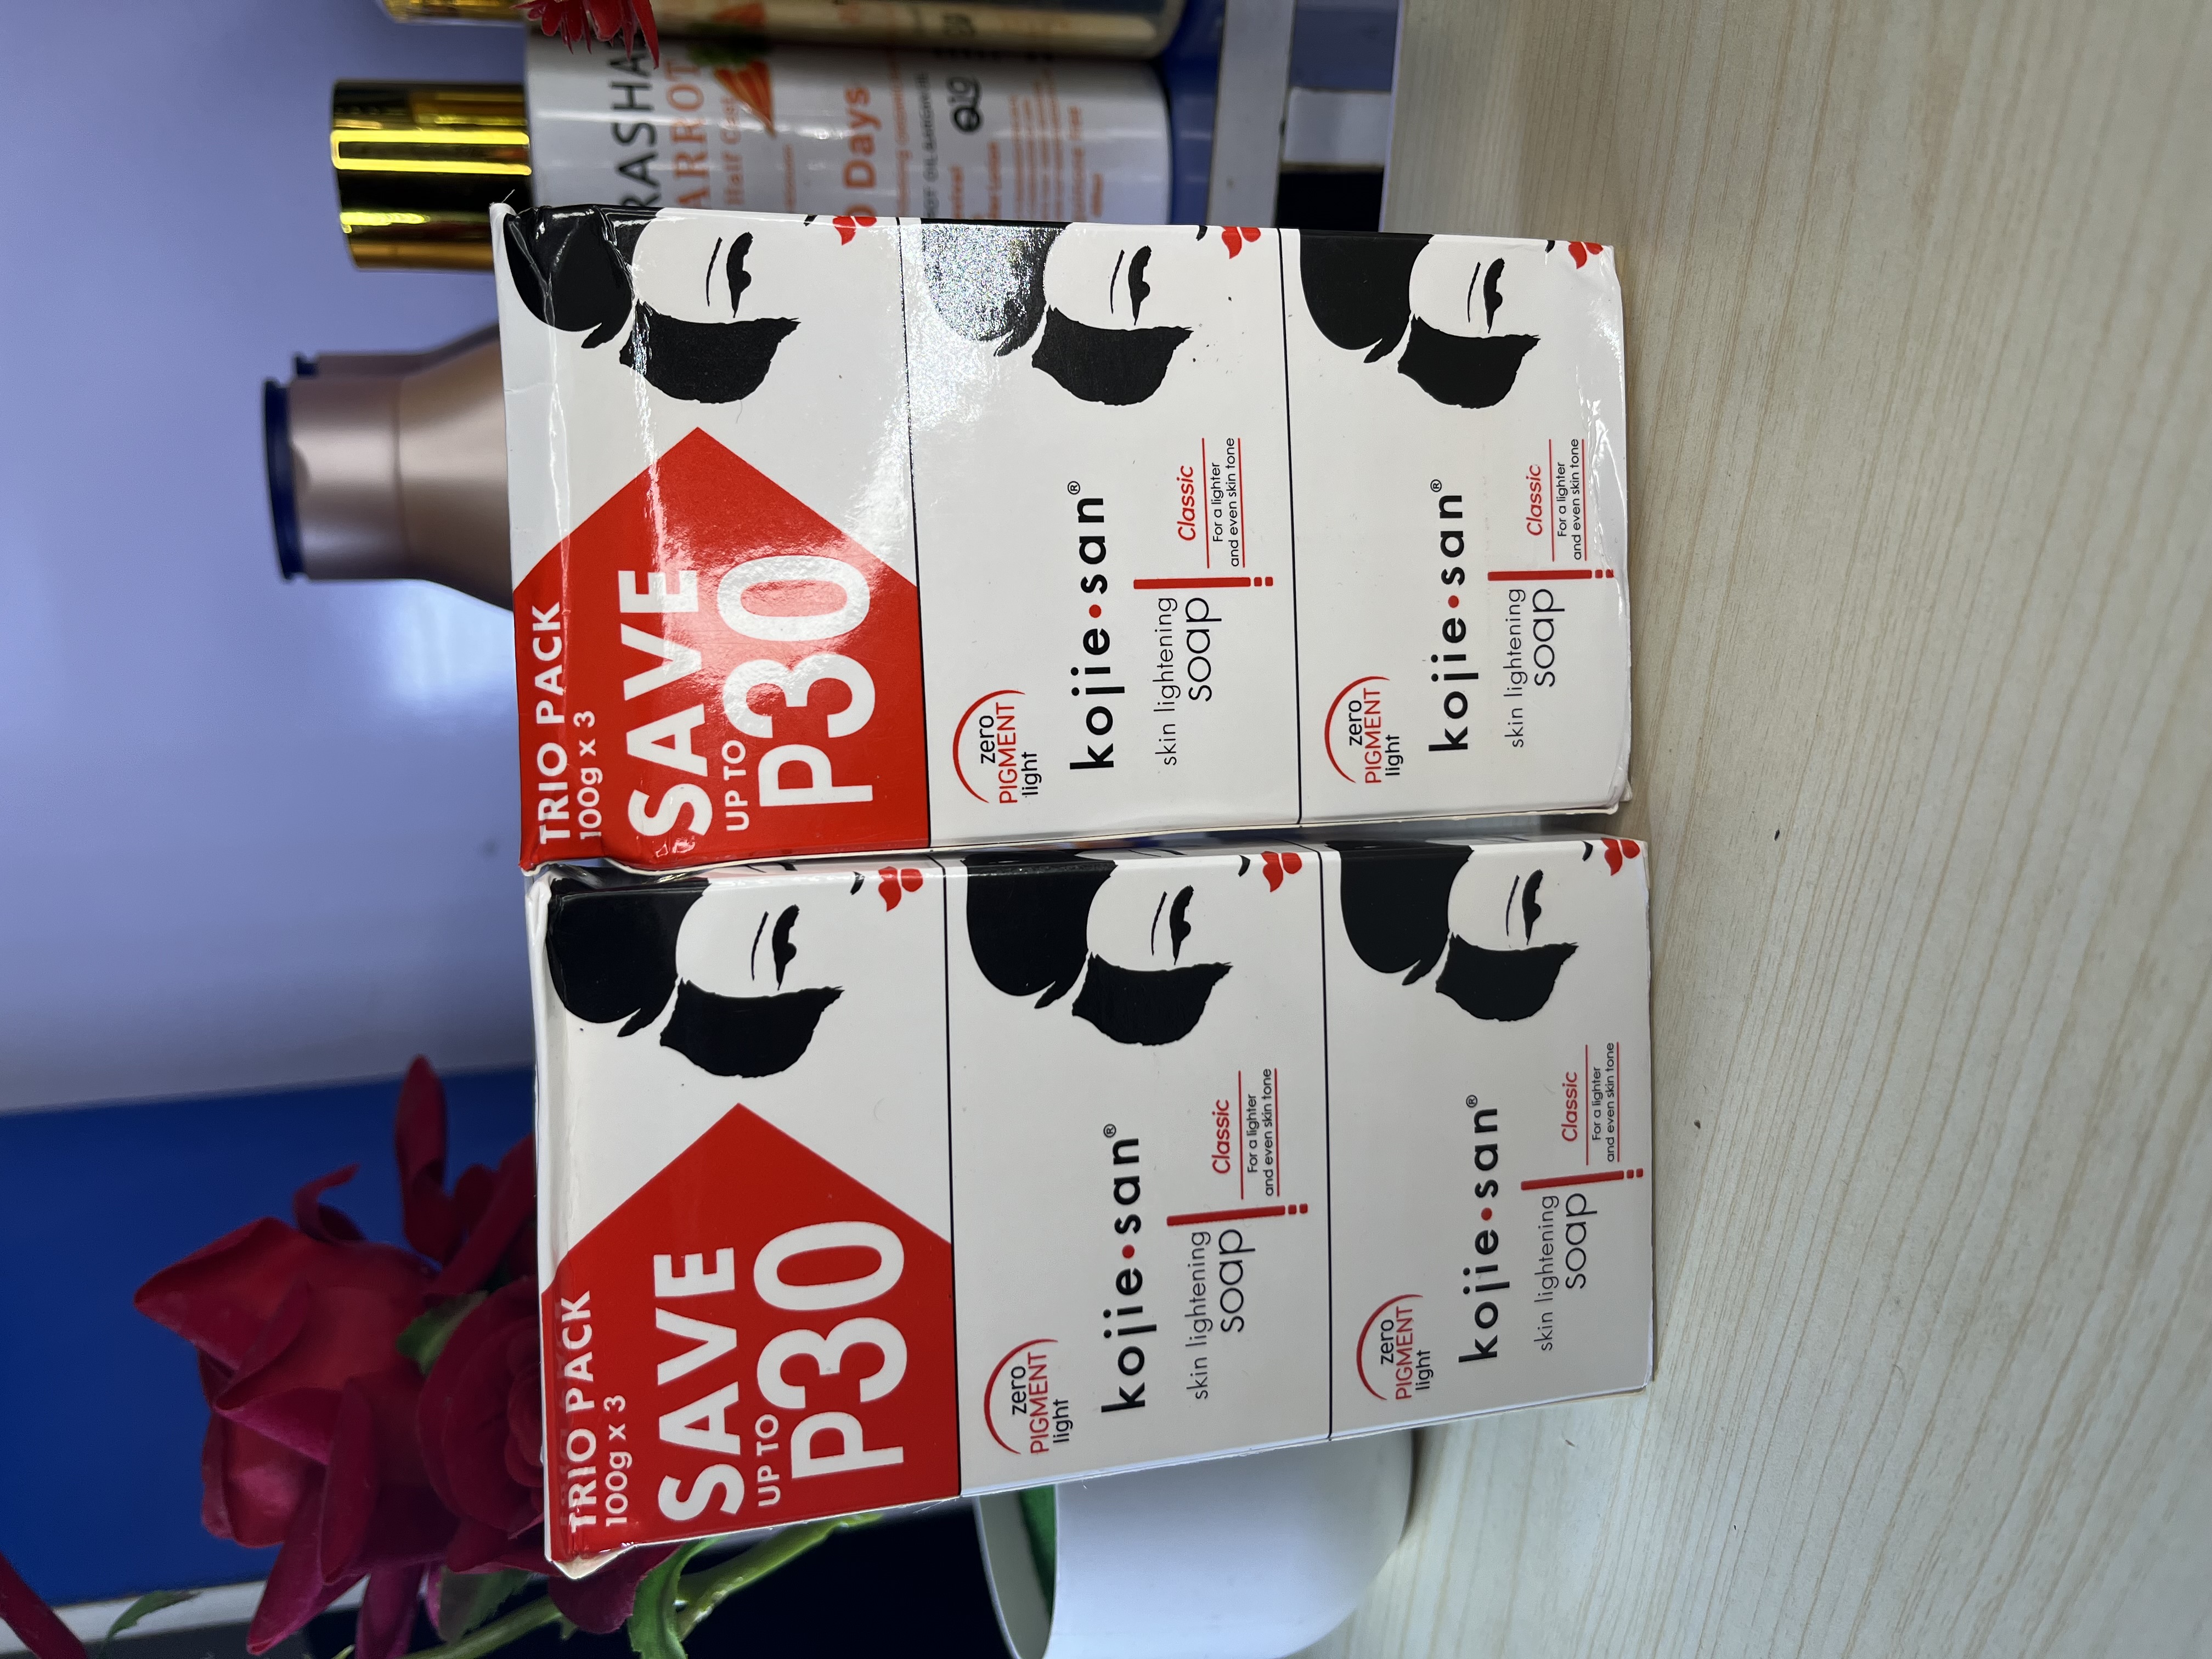 TRIO PACK
100g x 3
SAVE
UP TO
P30
zero
PIGMENT
light
kojie•san®
skin lightening
soap
Classic
For a lighter
and even skin tone
zero
PIGMENT
light
kojie•san®
skin lightening
soap
Classic
For a lighter
and even skin tone
TRIO PACK
100g x 3
SAVE
UP TO
P30
zero
PIGMENT
light
kojie•san®
skin lightening
soap
Classic
For a lighter
and even skin tone
zero
PIGMENT
light
kojie•san®
skin lightening
soap
Classic
For a lighter
and even skin tone
Days